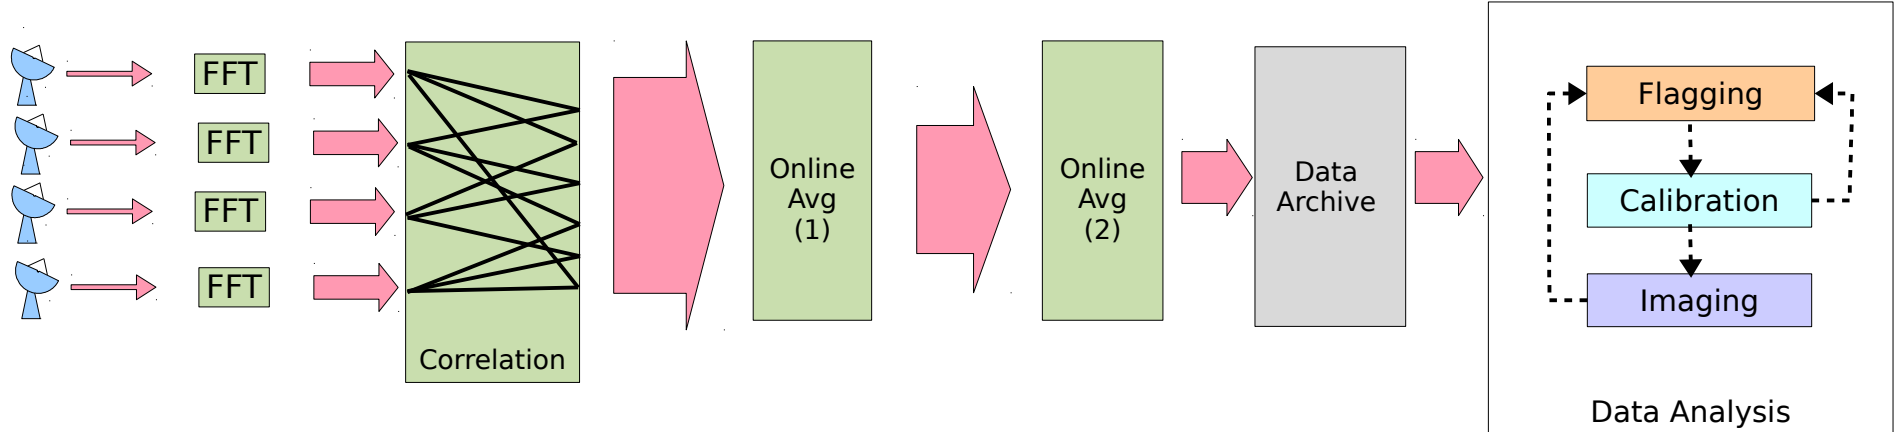 FFT
FFT
FFT
FFT
Correlation
Online
Avg
(1)
Online
Avg
(2)
Data
Archive
Flagging
Calibration
Imaging
Data Analysis